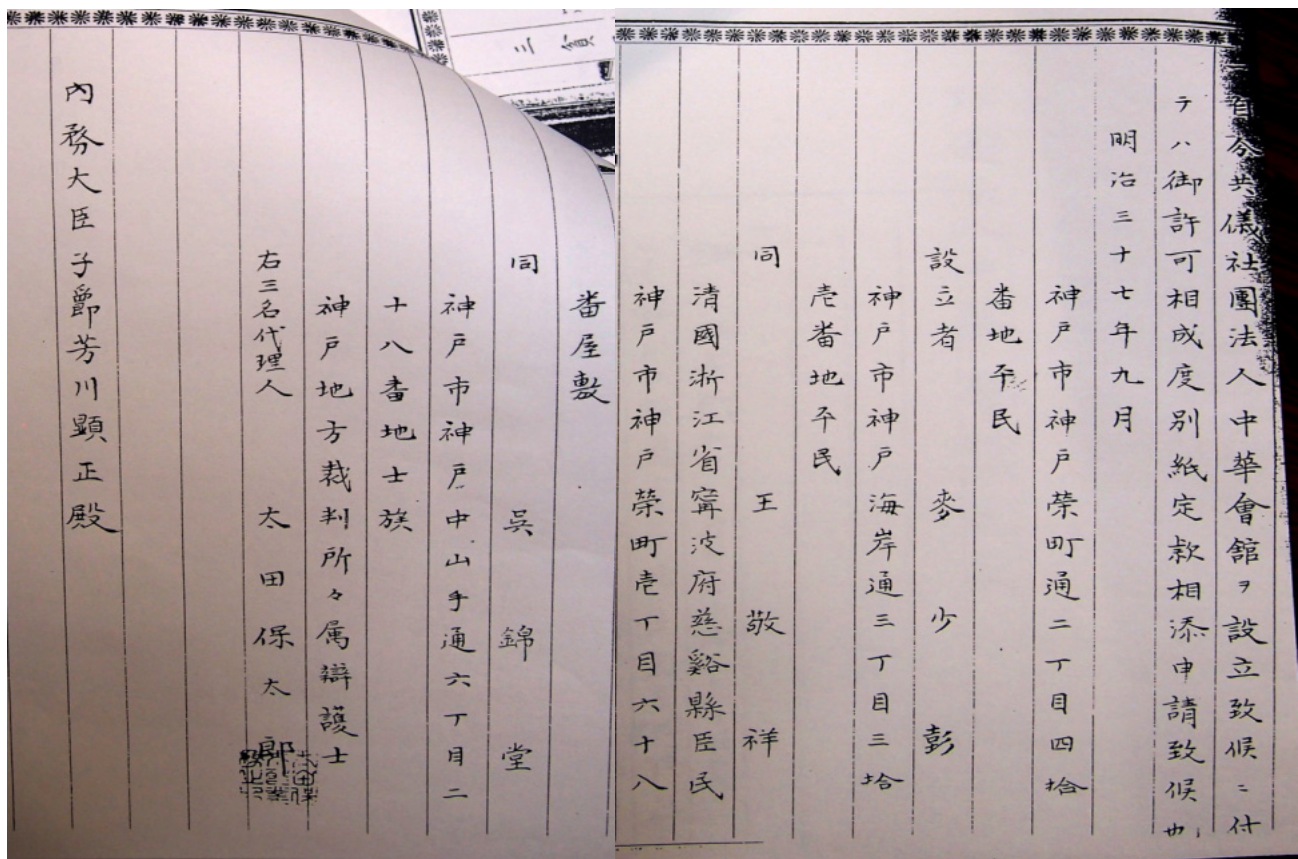 自分共儀社團法人中華會館ヲ設立致候ニ付
テハ御許可相成度別紙定款相添申請致候也
明治三十七年九月
神戸市神戸榮町通二丁目四拾
番地平民
設立者 麥少彭
神戸市神戸海岸通三丁目三拾
壱番地平民
同 王敬祥
清國浙江省寧波府慈谿縣臣民
神戸市神戸榮町壱丁目六十八
番屋敷
同 吳錦堂
神戸市神戸中山手通六丁目二
十八番地士族
神戸地方裁判所々属辯護士
右三名代理人 太田保太郎
内務大臣子爵芳川顕正殿